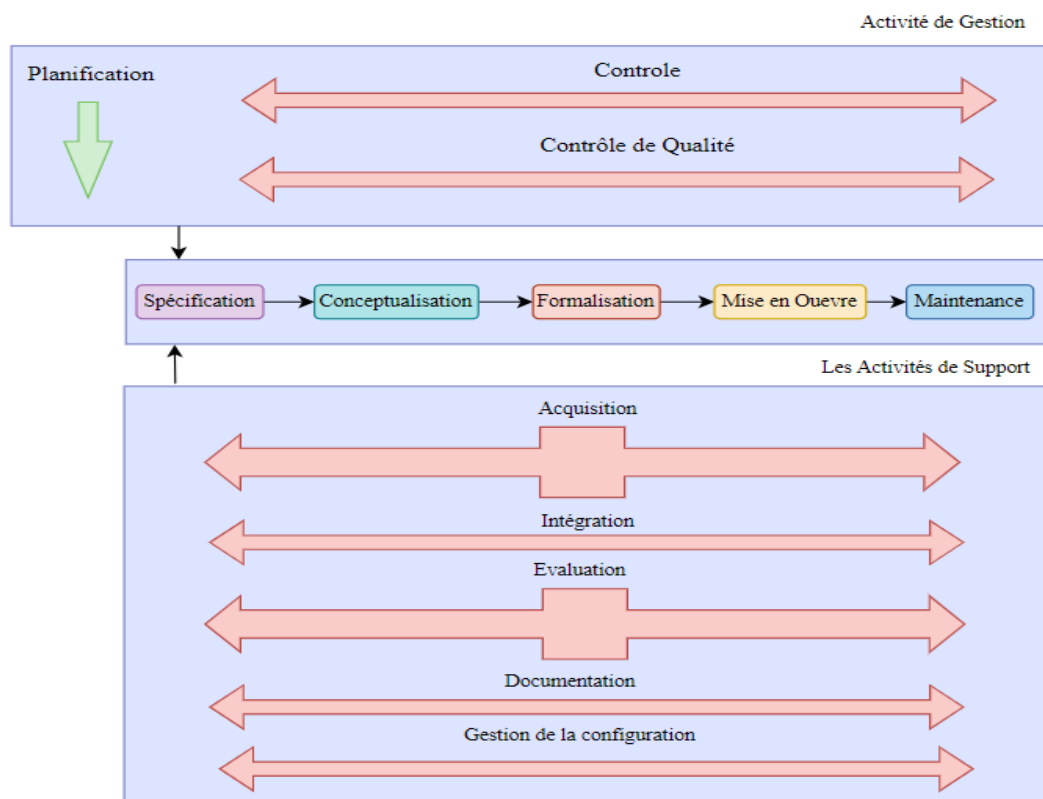 Activité de Gestion
Planification
Controle
Contrôle de Qualité
Spécification
Conceptualisation
Formalisation
Mise en Ouevre
Maintenance
Les Activités de Support
Acquisition
Intégration
Evaluation
Documentation
Gestion de la configuration